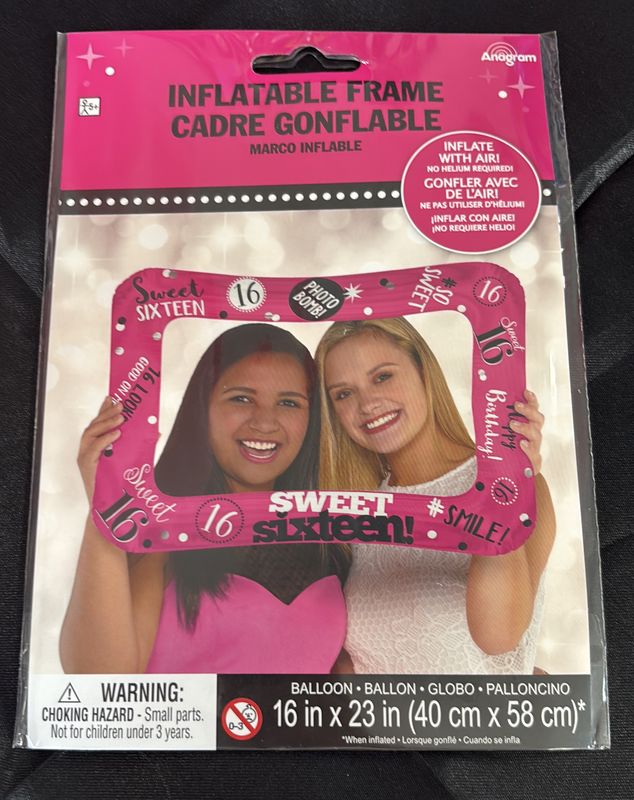 Anagram
5+
INFLATABLE FRAME
CADRE GONFLABLE
MARCO INFLABLE
INFLATE
WITH AIR!
NO HELIUM REQUIRED!
GONFLER AVEC
DE L'AIR!
NE PAS UTILISER D'HÉLIUM!
¡INFLAR CON AIRE!
¡NO REQUIERE HELIO!
Sweet
SIXTEEN
16
PHOTO
BOMB!
#SO
SWEET
16
Sweet
16
16 LOOKS
GOOD ON
Happy
Birthday!
16
Sweet
16
16
SWEET
sixteen!
#SMILE!
WARNING:
CHOKING HAZARD - Small parts.
Not for children under 3 years.
0-3
BALLOON • BALLON • GLOBO • PALLONCINO
16 in x 23 in (40 cm x 58 cm)*
*When inflated • Lorsque gonflé • Cuando se infla